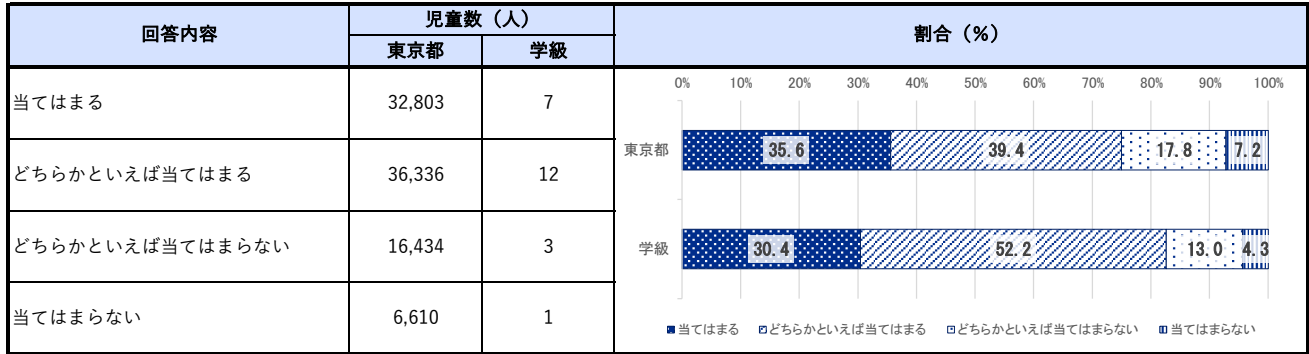 回答内容 児童数（人） 割合（%）
東京都 学級
当てはまる 32,803 7
どちらかといえば当てはまる 36,336 12
どちらかといえば当てはまらない 16,434 3
当てはまらない 6,610 1
0% 10% 20% 30% 40% 50% 60% 70% 80% 90% 100%
東京都 35.6 39.4 17.8 7.2
学級 30.4 52.2 13.0 4.3
当てはまる どちらかといえば当てはまる どちらかといえば当てはまらない 当てはまらない